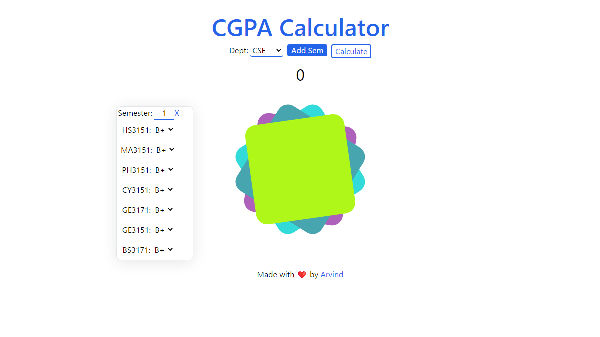 CGPA Calculator
Dept: CSE Add Sem Calculate
0
Semester: 1 X
HS3151: B+
MA3151: B+
PH3151: B+
CY3151: B+
GE3171: B+
GE3151: B+
BS3171: B+
Made with ❤️ by Arvind